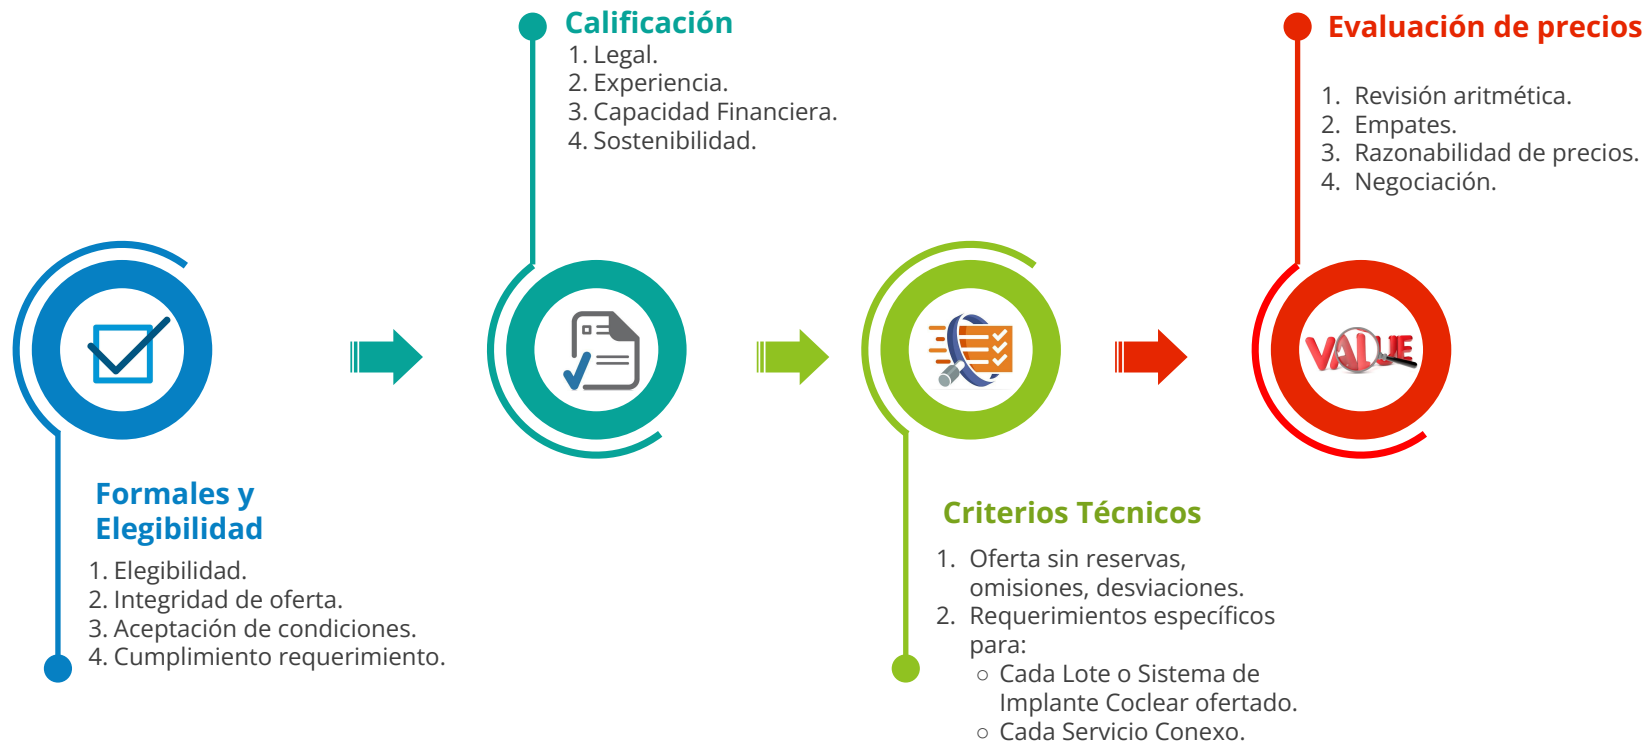 Formales y
Elegibilidad
1. Elegibilidad.
2. Integridad de oferta.
3. Aceptación de condiciones.
4. Cumplimiento requerimiento.
Calificación
1. Legal.
2. Experiencia.
3. Capacidad Financiera.
4. Sostenibilidad.
Criterios Técnicos
1. Oferta sin reservas,
omisiones, desviaciones.
2. Requerimientos específicos
para:
○ Cada Lote o Sistema de
Implante Coclear ofertado.
○ Cada Servicio Conexo.
Evaluación de precios
1. Revisión aritmética.
2. Empates.
3. Razonabilidad de precios.
4. Negociación.
VALUE